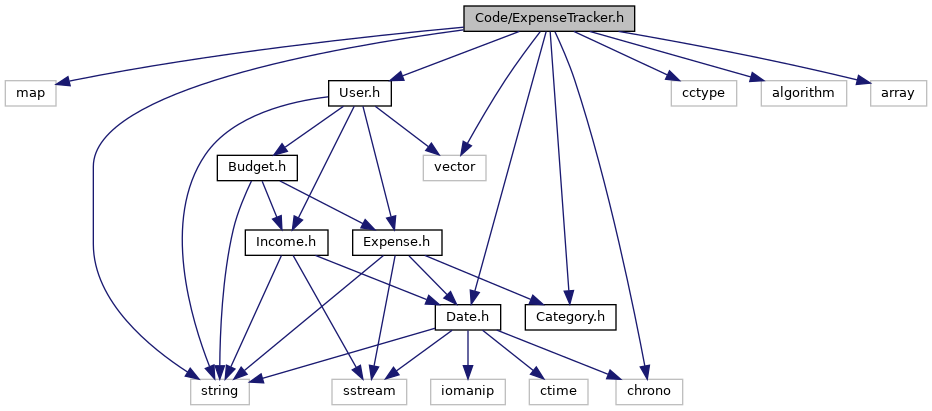 Code/ExpenseTracker.h
map
User.h
cctype
algorithm
array
Budget.h
vector
Income.h
Expense.h
Date.h
Category.h
string
sstream
iomanip
ctime
chrono